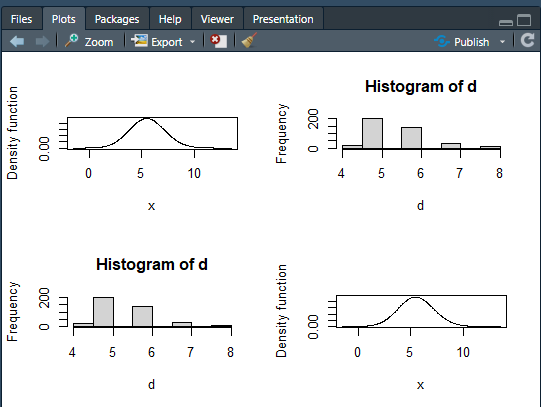 Files Plots Packages Help Viewer Presentation
Zoom Export Publish
Density function
0.00
0 5 10
x
Histogram of d
Frequency
0 200
4 5 6 7 8
d
Histogram of d
Frequency
0 200
4 5 6 7 8
d
Density function
0.00
0 5 10
x